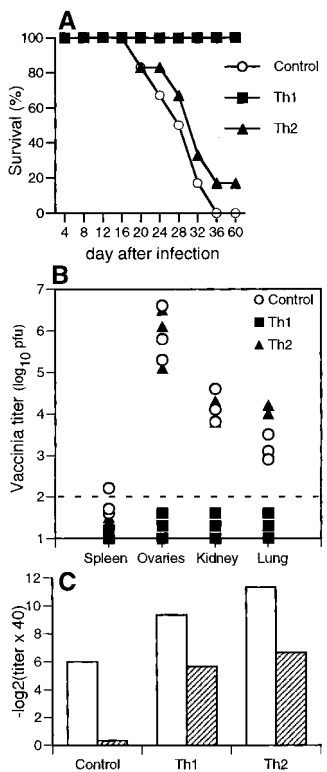 A
100
80
60
40
20
0
Survival (%)
4 8 12 16 20 24 28 32 36 60
day after infection
Control
Th1
Th2
B
7
6
5
4
3
2
1
Vaccinia titer (log10 pfu)
Control
Th1
Th2
Spleen Ovaries Kidney Lung
C
12
10
8
6
4
2
0
-log2(titer x 40)
Control Th1 Th2